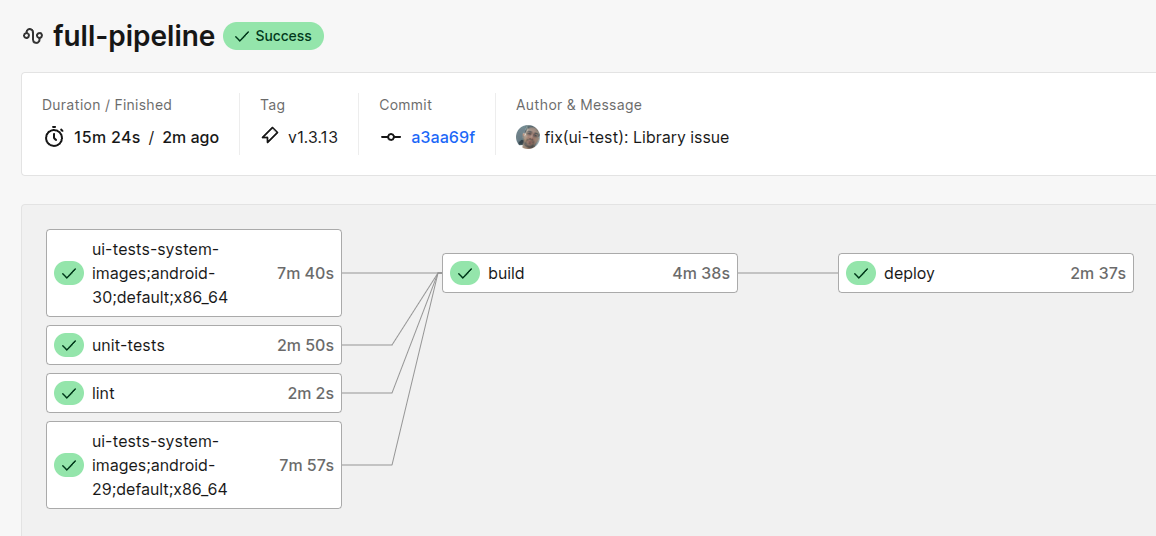 full-pipeline Success
Duration / Finished Tag Commit Author & Message
15m 24s / 2m ago v1.3.13 a3aa69f fix(ui-test): Library issue
ui-tests-system-
images;android-
30;default;x86_64
7m 40s
build 4m 38s
deploy 2m 37s
unit-tests 2m 50s
lint 2m 2s
ui-tests-system-
images;android-
29;default;x86_64
7m 57s